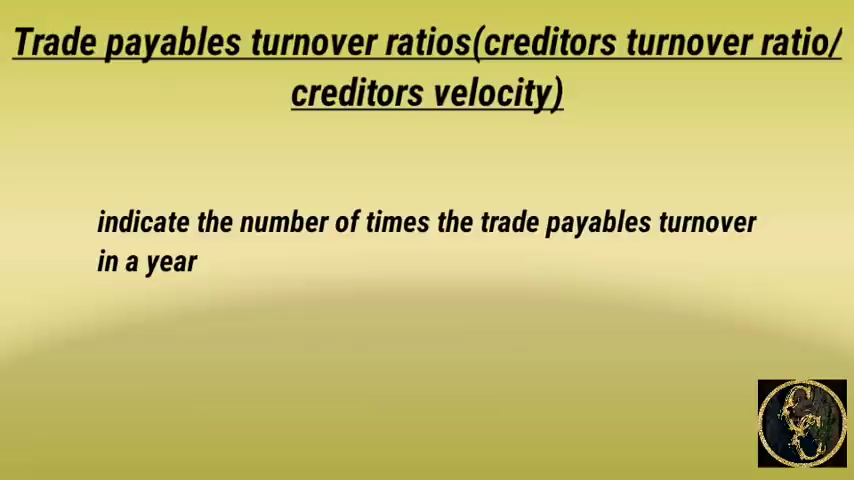 Trade payables turnover ratios(creditors turnover ratio/
creditors velocity)
indicate the number of times the trade payables turnover
in a year